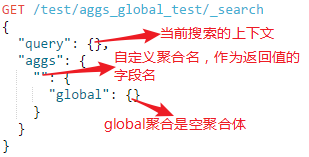 GET /test/aggs_global_test/_search
{
"query": {},
当前搜索的上下文
"aggs": {
自定义聚合名，作为返回值的
字段名
"": {
"global": {}
}
global聚合是空聚合体
}
}